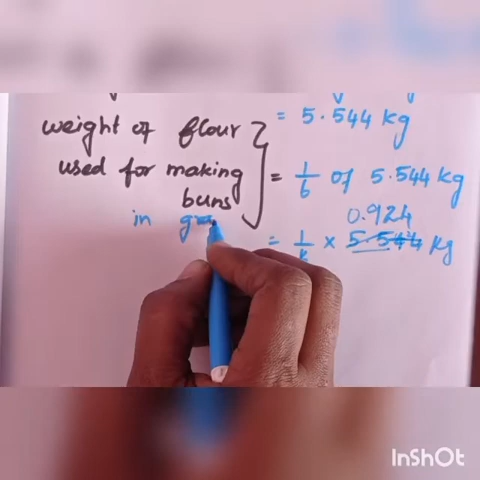 = 5.544 kg
weight of flour
used for making
buns
= 1/6 of 5.544 kg
in gra
0.924
= 1/6 × 5.544 kg
InShOt